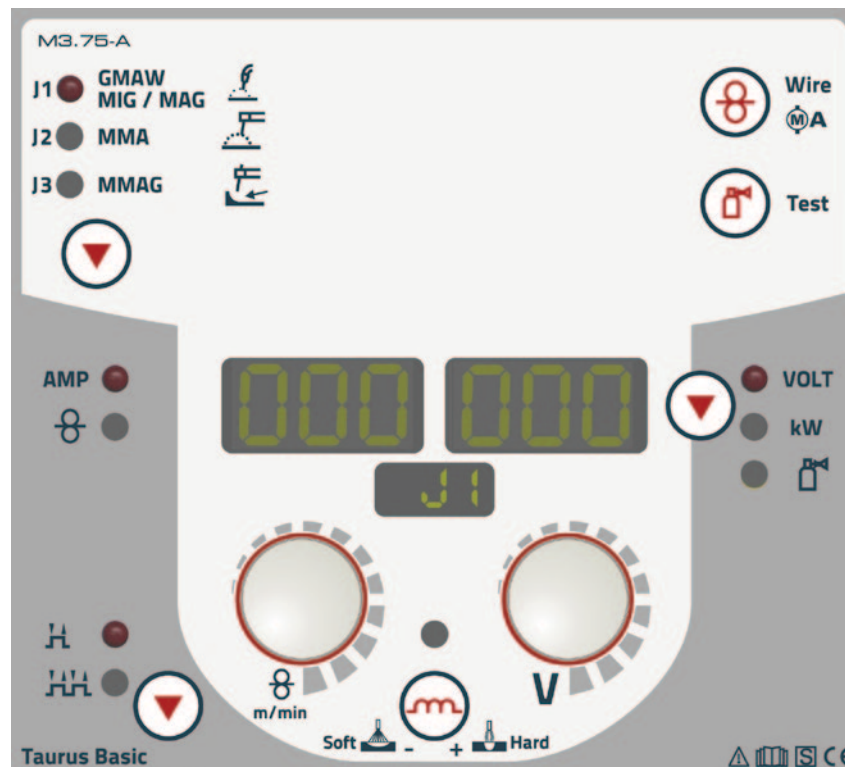 M3.75-A
J1 GMAW
MIG / MAG
J2 MMA
J3 MMAG
Wire
M A
Test
AMP
VOLT
kW
000 000
J1
m/min
V
Soft - + Hard
Taurus Basic
S CE